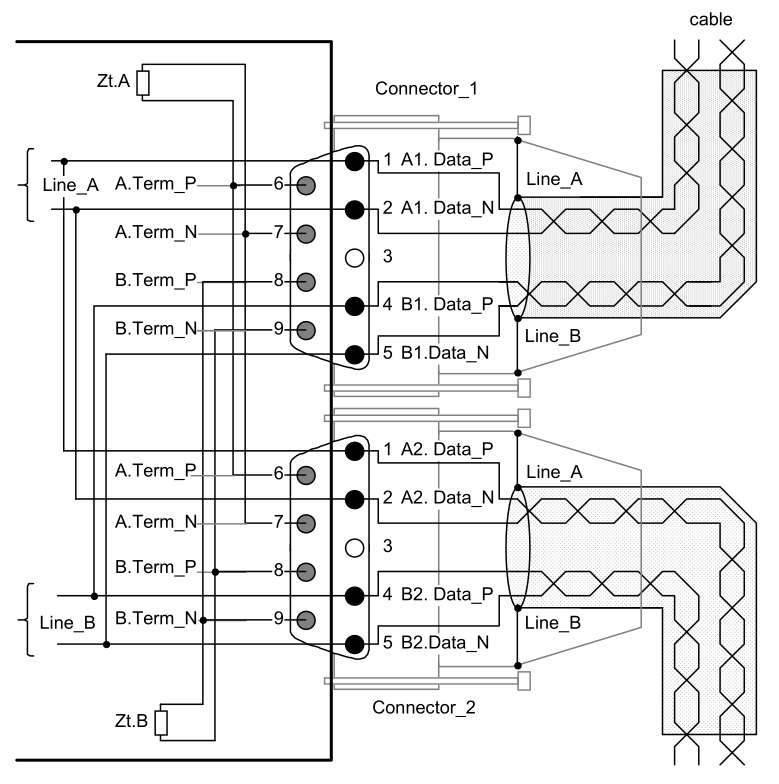 cable
Zt.A
Connector_1
1 A1. Data_P
Line_A
A.Term_P
6
Line_A
2 A1. Data_N
A.Term_N
7
3
B.Term_P
8
4 B1. Data_P
B.Term_N
9
Line_B
5 B1.Data_N
1 A2. Data_P
A.Term_P
6
Line_A
2 A2. Data_N
A.Term_N
7
3
B.Term_P
8
4 B2. Data_P
Line_B
B.Term_N
9
Line_B
5 B2.Data_N
Connector_2
Zt.B